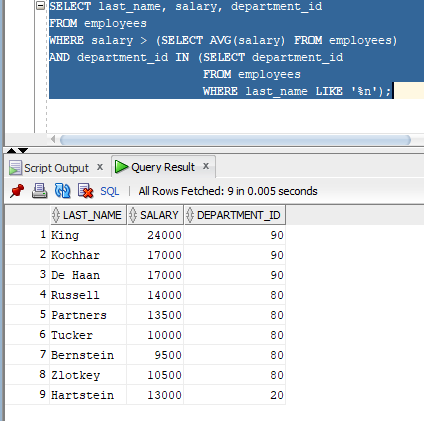 SELECT last_name, salary, department_id
FROM employees
WHERE salary > (SELECT AVG(salary) FROM employees)
AND department_id IN (SELECT department_id
FROM employees
WHERE last_name LIKE '%n');
Script Output x Query Result x
SQL | All Rows Fetched: 9 in 0.005 seconds
LAST_NAME SALARY DEPARTMENT_ID
1 King 24000 90
2 Kochhar 17000 90
3 De Haan 17000 90
4 Russell 14000 80
5 Partners 13500 80
6 Tucker 10000 80
7 Bernstein 9500 80
8 Zlotkey 10500 80
9 Hartstein 13000 20